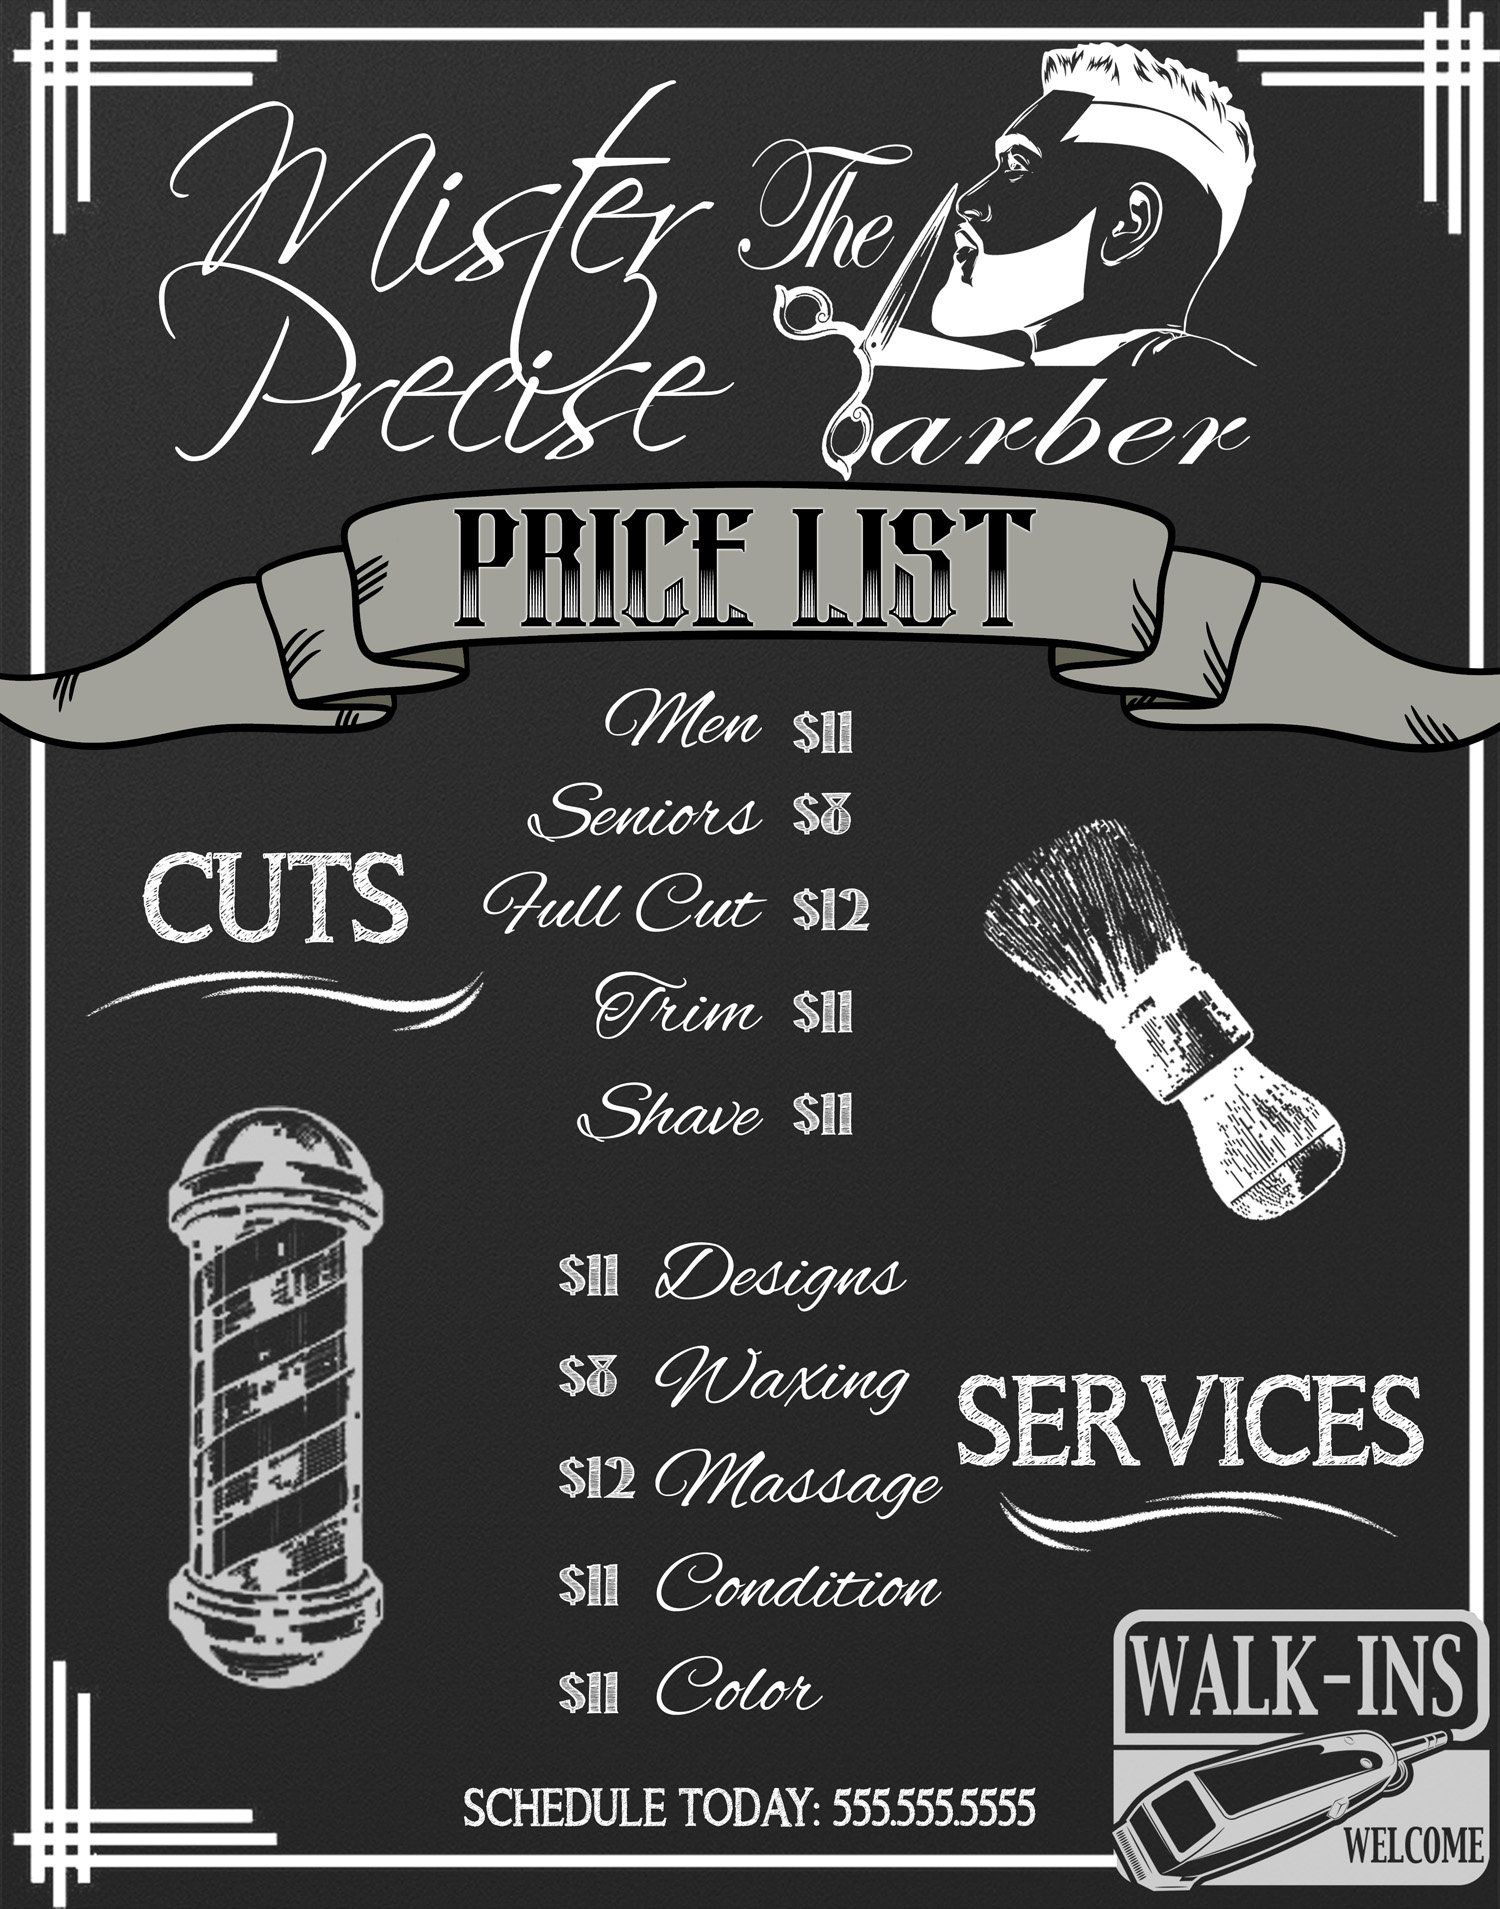 Mister
Precise
The
Barber
PRICE LIST
CUTS
Men $11
Seniors $8
Full Cut $12
Trim $11
Shave $11
SERVICES
$11 Designs
$8 Waxing
$12 Massage
$11 Condition
$11 Color
SCHEDULE TODAY: 555.555.5555
WALK-INS
WELCOME